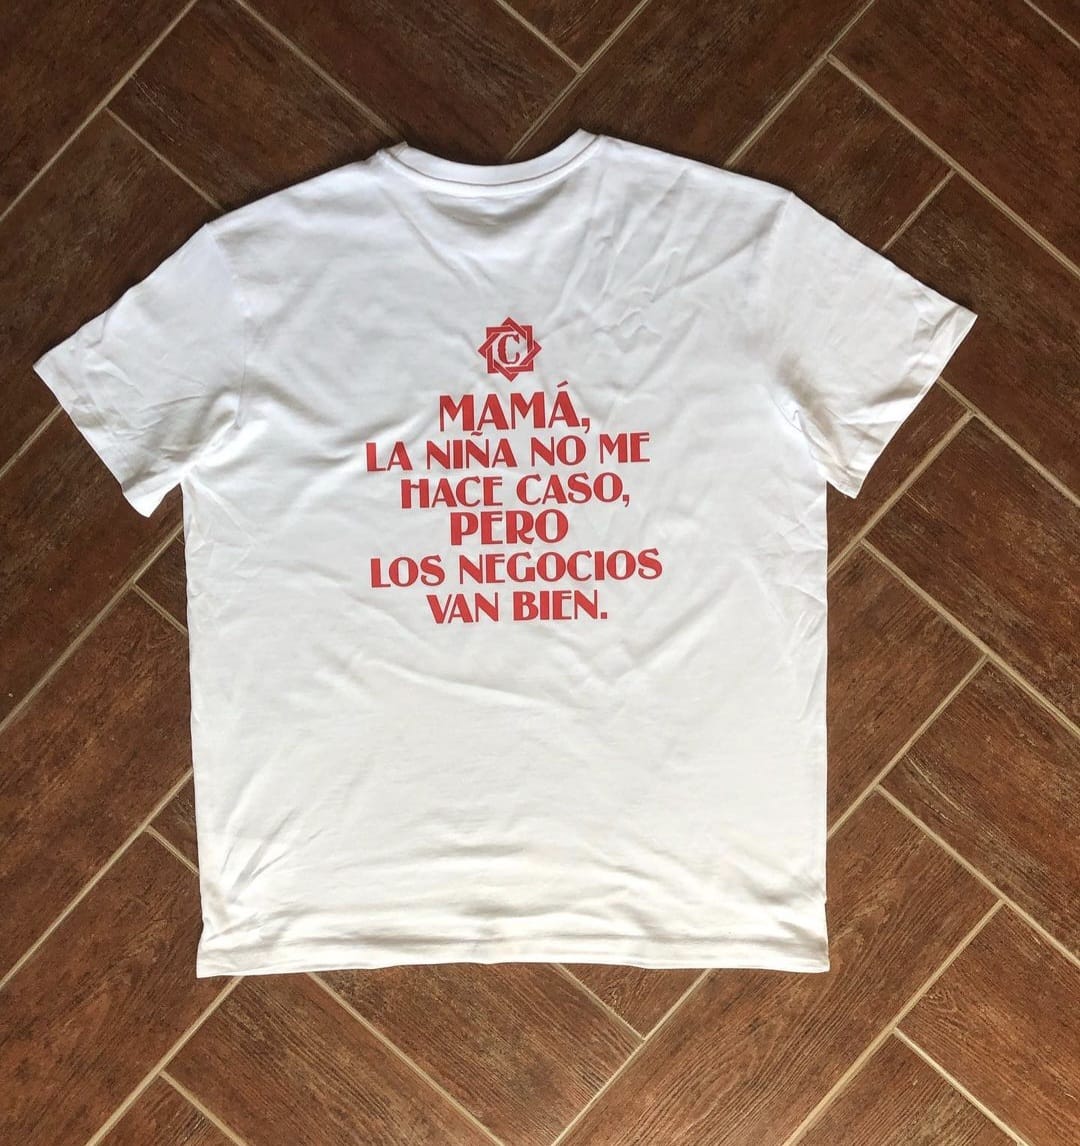 C
MAMÁ,
LA NIÑA NO ME
HACE CASO,
PERO
LOS NEGOCIOS
VAN BIEN.